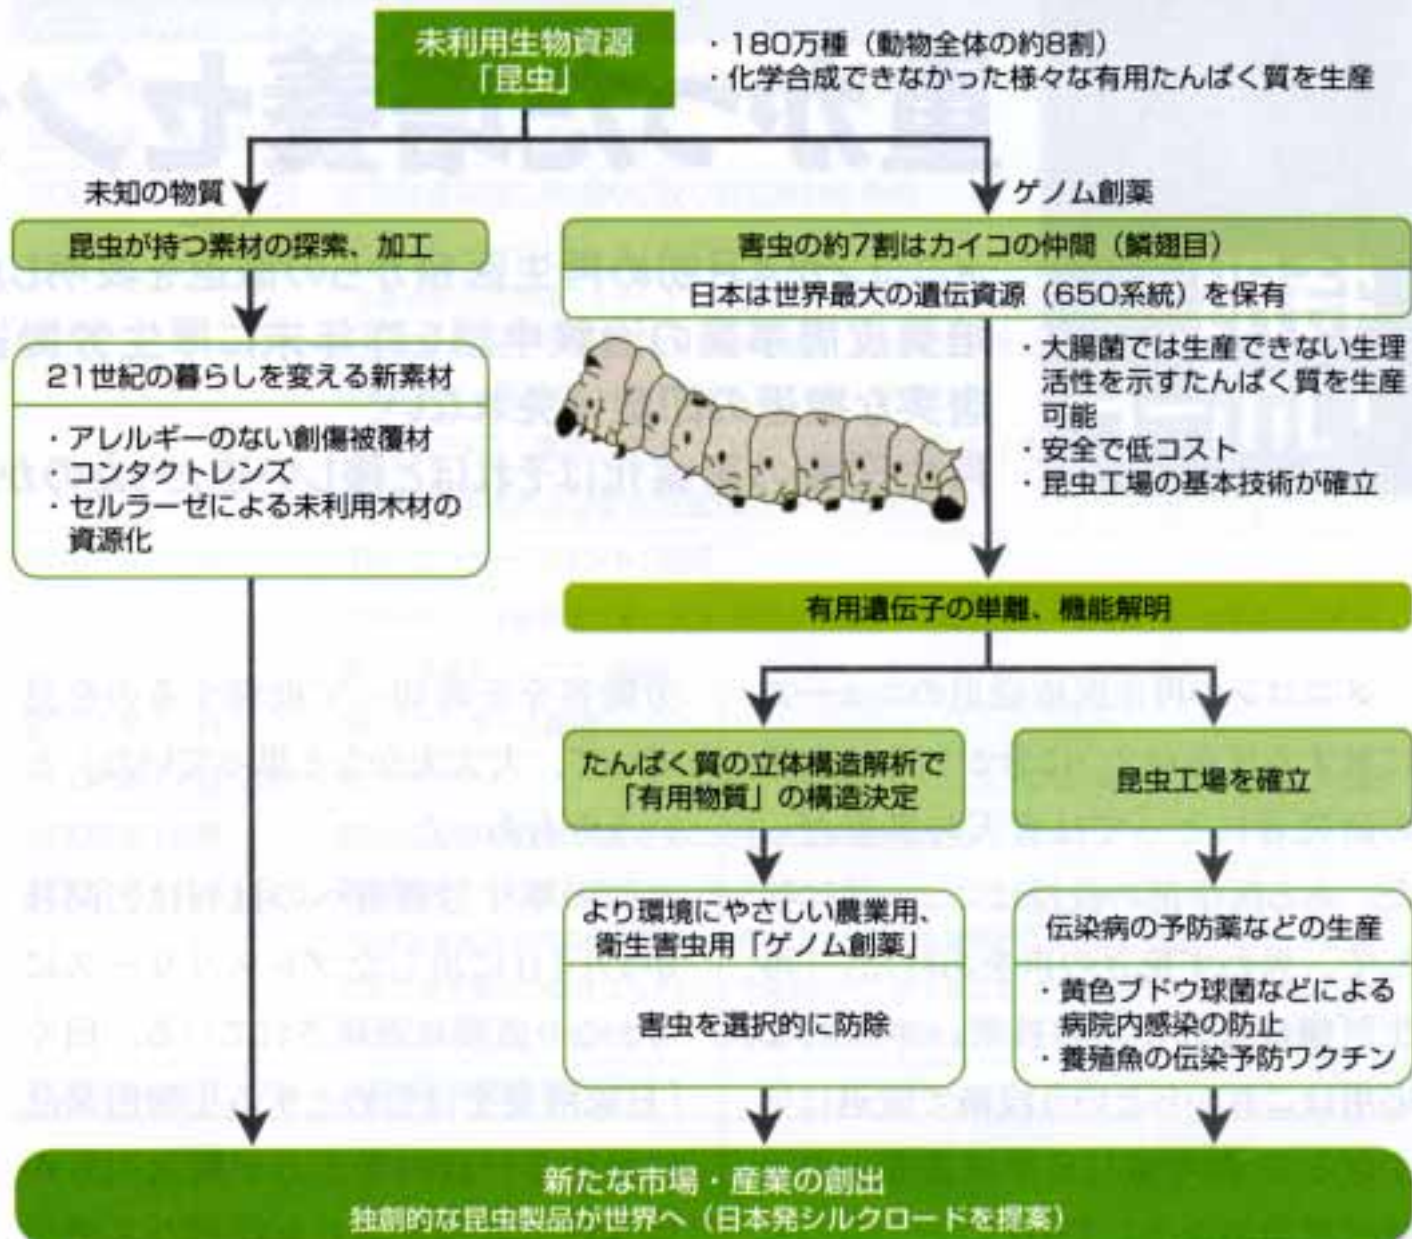 未利用生物資源
「昆虫」
・180万種（動物全体の約8割）
・化学合成できなかった様々な有用たんぱく質を生産
未知の物質
昆虫が持つ素材の探索、加工
21世紀の暮らしを変える新素材
・アレルギーのない創傷被覆材
・コンタクトレンズ
・セルラーゼによる未利用木材の
資源化
ゲノム創薬
害虫の約7割はカイコの仲間（鱗翅目）
日本は世界最大の遺伝資源（650系統）を保有
・大腸菌では生産できない生理
活性を示すたんぱく質を生産
可能
・安全で低コスト
・昆虫工場の基本技術が確立
有用遺伝子の単離、機能解明
たんぱく質の立体構造解析で
「有用物質」の構造決定
より環境にやさしい農業用、
衛生害虫用「ゲノム創薬」
害虫を選択的に防除
昆虫工場を確立
伝染病の予防薬などの生産
・黄色ブドウ球菌などによる
病院内感染の防止
・養殖魚の伝染予防ワクチン
新たな市場・産業の創出
独創的な昆虫製品が世界へ（日本発シルクロードを提案）